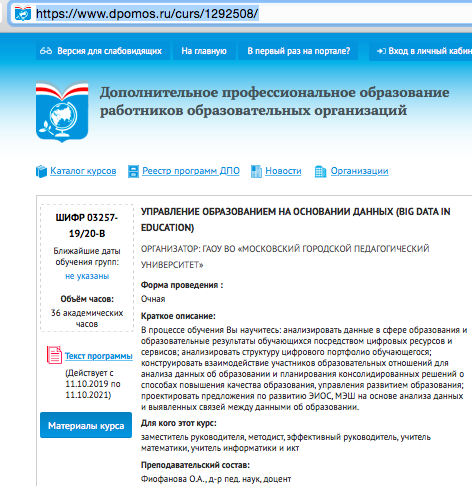 https://www.dpomos.ru/curs/1292508/
Версия для слабовидящих
На главную
В первый раз на портале?
Вход в личный кабин
Дополнительное профессиональное образование
работников образовательных организаций
Каталог курсов
Реестр программ ДПО
Новости
Организации
ШИФР 03257-
19/20-В
Ближайшие даты
обучения групп:
не указаны
Объём часов:
36 академических
часов
Текст программы
(Действует с
11.10.2019 по
11.10.2021)
Материалы курса
УПРАВЛЕНИЕ ОБРАЗОВАНИЕМ НА ОСНОВАНИИ ДАННЫХ (BIG DATA IN
EDUCATION)
ОРГАНИЗАТОР: ГАОУ ВО «МОСКОВСКИЙ ГОРОДСКОЙ ПЕДАГОГИЧЕСКИЙ
УНИВЕРСИТЕТ»
Форма проведения :
Очная
Краткое описание:
В процессе обучения Вы научитесь: анализировать данные в сфере образования и
образовательные результаты обучающихся посредством цифровых ресурсов и
сервисов; анализировать структуру цифрового портфолио обучающегося;
конструировать взаимодействие участников образовательных отношений для
анализа данных об образовании и планирования консолидированных решений о
способах повышения качества образования, управления развитием образования;
проектировать предложения по развитию ЭИОС, МЭШ на основе анализа данных
и выявленных связей между данными об образовании.
Для кого этот курс:
заместитель руководителя, методист, эффективный руководитель, учитель
математики, учитель информатики и икт
Преподавательский состав:
Фиофанова О.А., д-р пед. наук, доцент